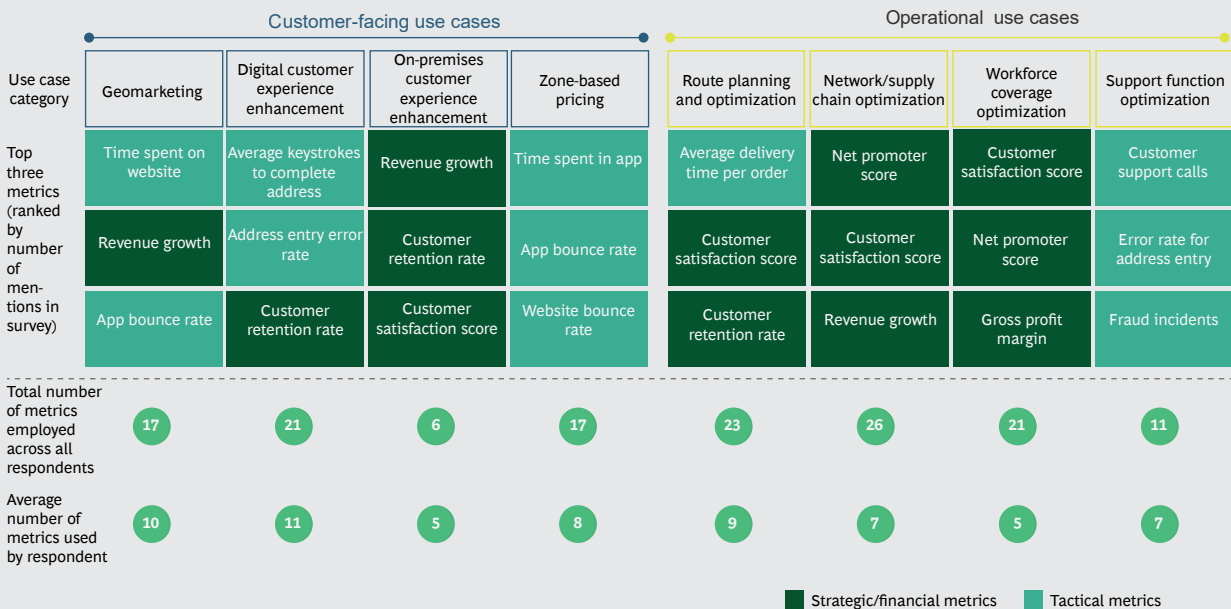 Customer-facing use cases
Operational use cases
Use case
category
Geomarketing
Digital customer
experience
enhancement
On-premises
customer
experience
enhancement
Zone-based
pricing
Route planning
and optimization
Network/supply
chain optimization
Workforce
coverage
optimization
Support function
optimization
Top
three
metrics
(ranked
by
number
of
men-
tions in
survey)
Time spent on
website
Average keystrokes
to complete
address
Revenue growth
Time spent in app
Average delivery
time per order
Net promoter
score
Customer
satisfaction score
Customer
support calls
Revenue growth
Address entry error
rate
Customer
retention rate
App bounce rate
Customer
satisfaction score
Customer
satisfaction score
Net promoter
score
Error rate for
address entry
App bounce rate
Customer
retention rate
Customer
satisfaction score
Website bounce
rate
Customer
retention rate
Revenue growth
Gross profit
margin
Fraud incidents
Total number
of metrics
employed
across all
respondents
17
21
6
17
23
26
21
11
Average
number of
metrics used
by respondent
10
11
5
8
9
7
5
7
Strategic/financial metrics
Tactical metrics